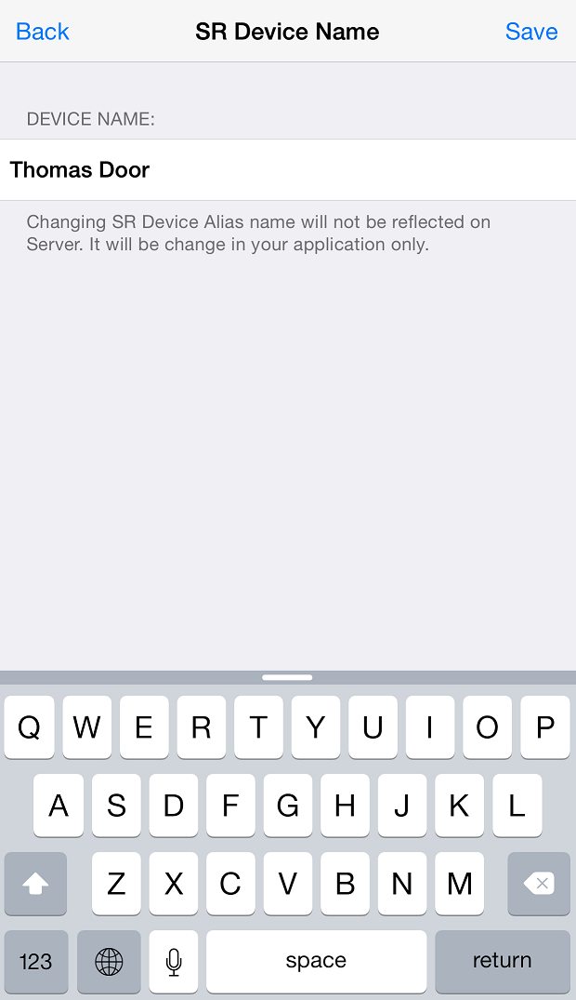 Back SR Device Name Save
DEVICE NAME:
Thomas Door
Changing SR Device Alias name will not be reflected on
Server. It will be change in your application only.
Q W E R T Y U I O P
A S D F G H J K L
Z X C V B N M
123 space return